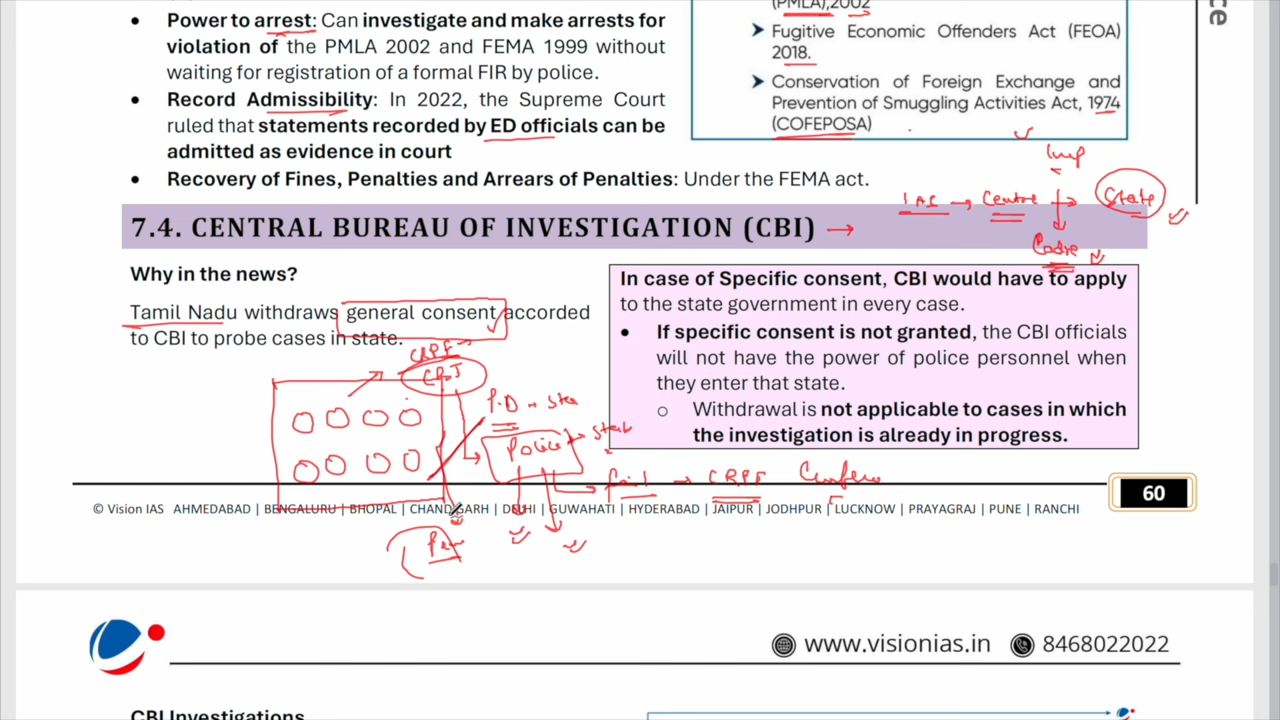 • Power to arrest: Can investigate and make arrests for
violation of the PMLA 2002 and FEMA 1999 without
waiting for registration of a formal FIR by police.
• Record Admissibility: In 2022, the Supreme Court
ruled that statements recorded by ED officials can be
admitted as evidence in court
• Recovery of Fines, Penalties and Arrears of Penalties: Under the FEMA act.
(PMLA),2002
➤ Fugitive Economic Offenders Act (FEOA)
2018.
➤ Conservation of Foreign Exchange and
Prevention of Smuggling Activities Act, 1974
(COFEPOSA)
Imp
IAS → Centre → State
Cadre
7.4. CENTRAL BUREAU OF INVESTIGATION (CBI) →
Why in the news?
Tamil Nadu withdraws general consent accorded
to CBI to probe cases in state.
CRPF
P.D
Police
fail → CRPF
In case of Specific consent, CBI would have to apply
to the state government in every case.
• If specific consent is not granted, the CBI officials
will not have the power of police personnel when
they enter that state.
○ Withdrawal is not applicable to cases in which
the investigation is already in progress.
© Vision IAS AHMEDABAD | BENGALURU | BHOPAL | CHANDIGARH | DELHI | GUWAHATI | HYDERABAD | JAIPUR | JODHPUR | LUCKNOW | PRAYAGRAJ | PUNE | RANCHI
60
www.visionias.in 8468022022
CBI Investigations